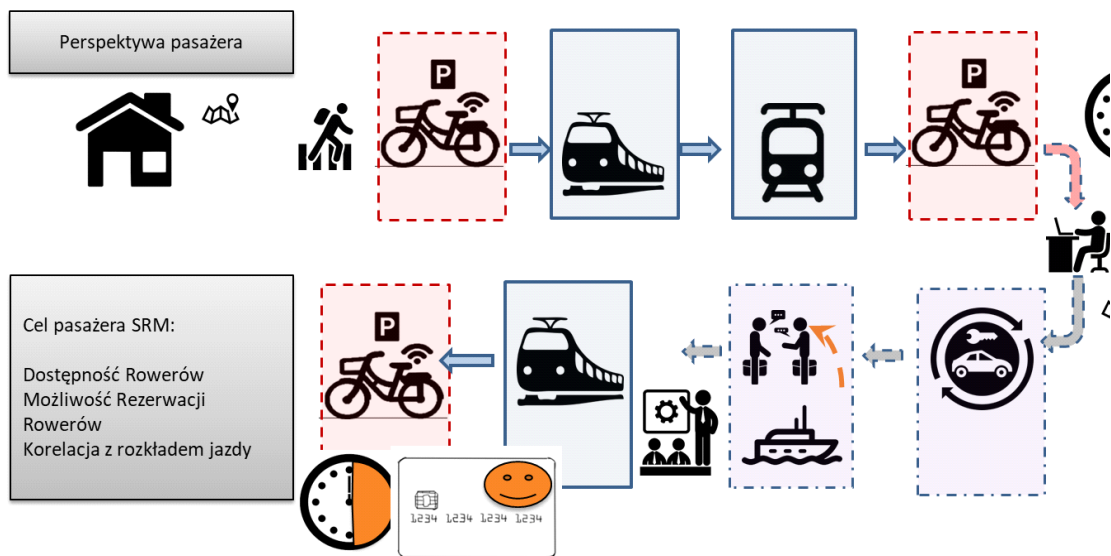 Perspektywa pasażera
P
P
Cel pasażera SRM:
Dostępność Rowerów
Możliwość Rezerwacji
Rowerów
Korelacja z rozkładem jazdy
P
1234 1234 1234 1234